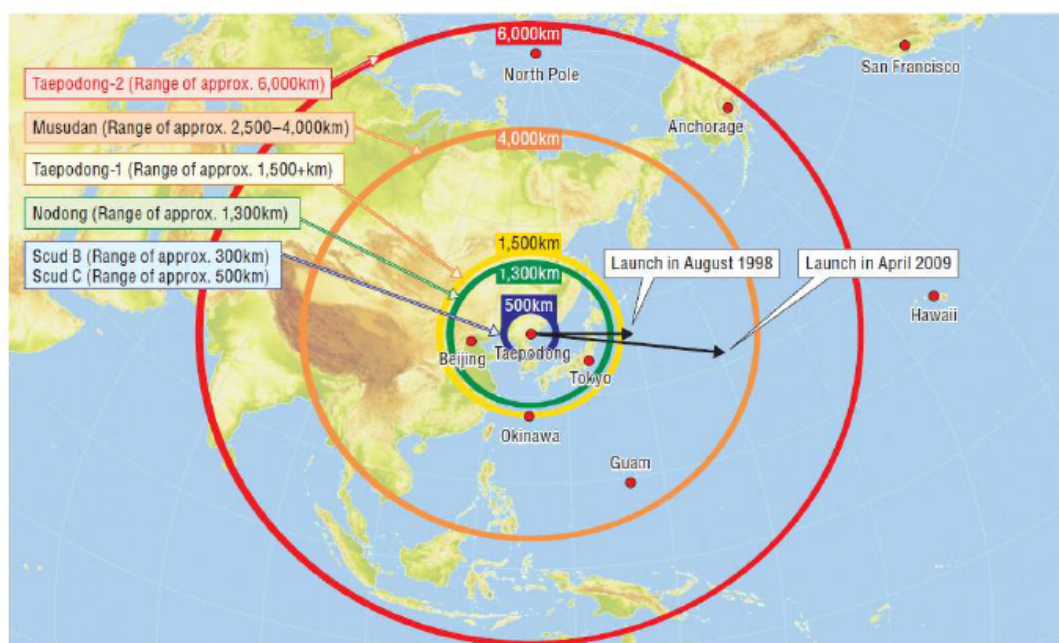 6,000km
North Pole
San Francisco
Taepodong-2 (Range of approx. 6,000km)
Anchorage
Musudan (Range of approx. 2,500–4,000km)
4,000km
Taepodong-1 (Range of approx. 1,500+km)
Nodong (Range of approx. 1,300km)
1,500km
Scud B (Range of approx. 300km)
Scud C (Range of approx. 500km)
1,300km
Launch in August 1998
Launch in April 2009
500km
Hawaii
Beijing
Taepodong
Tokyo
Okinawa
Guam